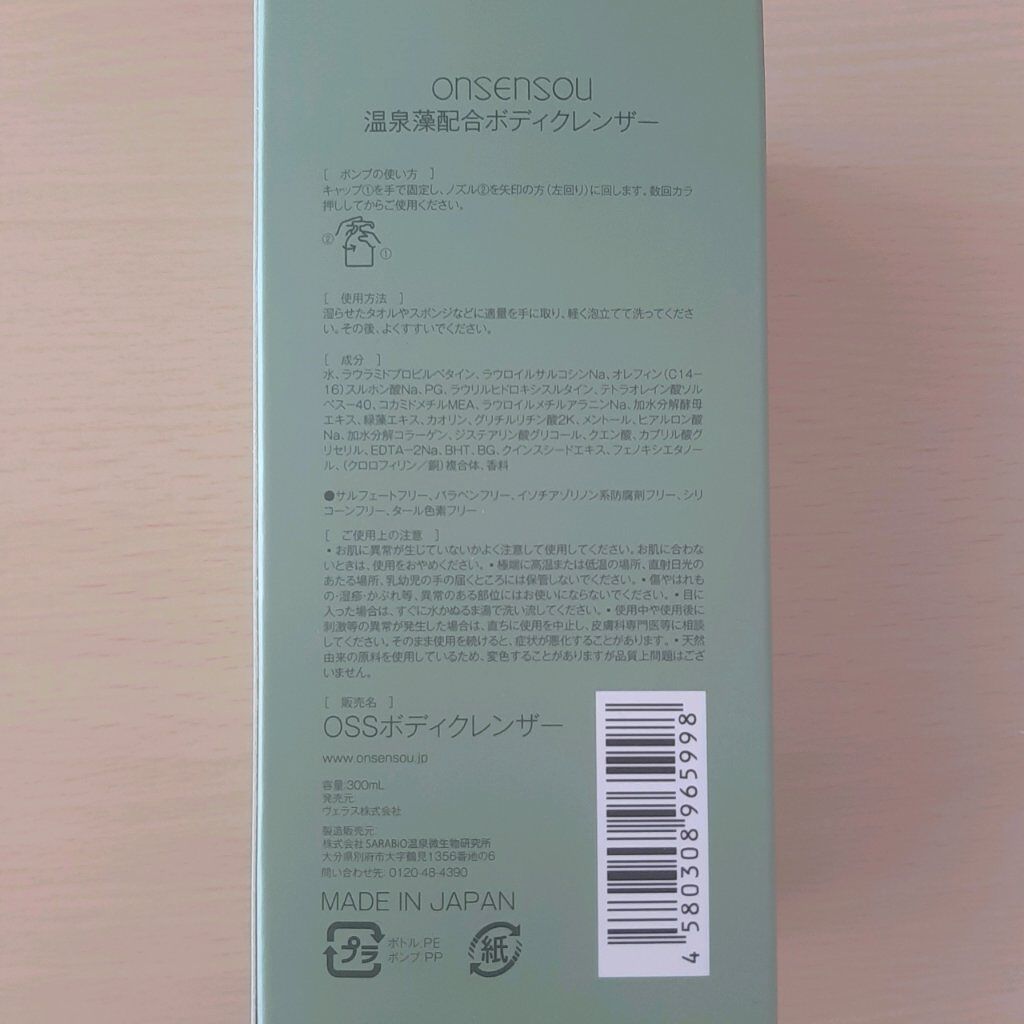 onsensou
温泉藻配合ボディクレンザー
［ ポンプの使い方 ］
キャップ①を手で固定し、ノズル②を矢印の方（左回り）に回します。数回カラ
押ししてからご使用ください。
② ①
［ 使用方法 ］
湿らせたタオルやスポンジなどに適量を手に取り、軽く泡立てて洗ってくださ
い。その後、よくすすいでください。
［ 成分 ］
水、ラウラミドプロピルベタイン、ラウロイルサルコシンNa、オレフィン（C14－
16）スルホン酸Na、PG、ラウリルヒドロキシスルタイン、テトラオレイン酸ソル
ベス－40、コカミドメチルMEA、ラウロイルメチルアラニンNa、加水分解酵母
エキス、緑藻エキス、カオリン、グリチルリチン酸2K、メントール、ヒアルロン酸
Na、加水分解コラーゲン、ジステアリン酸グリコール、クエン酸、カプリル酸グ
リセリル、EDTA－2Na、BHT、BG、クインスシードエキス、フェノキシエタノー
ル、（クロロフィリン／銅）複合体、香料
●サルフェートフリー、パラベンフリー、イソチアゾリノン系防腐剤フリー、シリ
コーンフリー、タール色素フリー
［ ご使用上の注意 ］
・お肌に異常が生じていないかよく注意して使用してください。お肌に合わな
いときは、使用をおやめください。・極端に高温または低温の場所、直射日光の
あたる場所、乳幼児の手の届くところには保管しないでください。・傷やはれも
の・湿疹・かぶれ等、異常のある部位にはお使いにならないでください。・目に
入った場合は、すぐに水かぬるま湯で洗い流してください。・使用中や使用後に
刺激等の異常が発生した場合は、直ちに使用を中止し、皮膚科専門医等に相談
してください。そのまま使用を続けると、症状が悪化することがあります。・天然
由来の原料を使用しているため、変色することがありますが品質上問題はござ
いません。
［ 販売名 ］
OSSボディクレンザー
www.onsensou.jp
容量:300mL
発売元:
ヴェラス株式会社
製造販売元:
株式会社 SARABiO温泉微生物研究所
大分県別府市大字鶴見1356番地の6
問い合わせ先: 0120-48-4390
MADE IN JAPAN
プラ
ボトル:PE
ポンプ:PP
紙
4 580308 965998